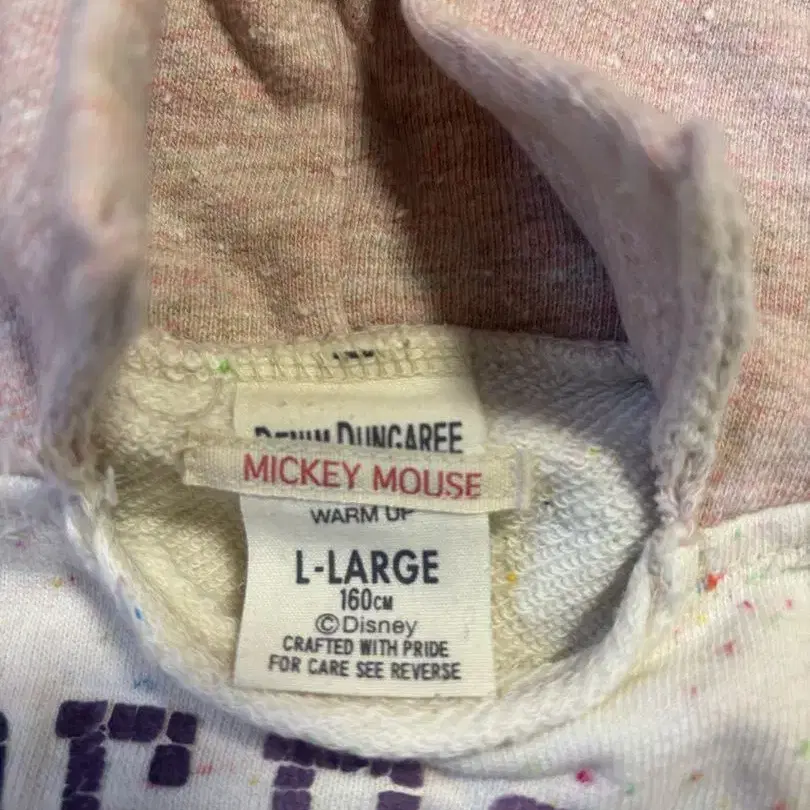 DENIM DUNGAREE
MICKEY MOUSE
WARM UP
L-LARGE
160CM
©Disney
CRAFTED WITH PRIDE
FOR CARE SEE REVERSE